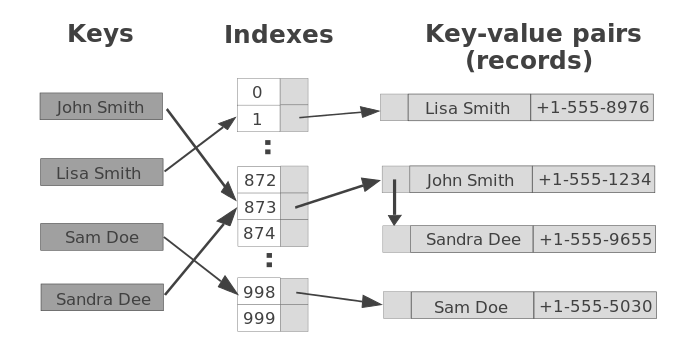 Keys
Indexes
Key-value pairs
(records)
John Smith
Lisa Smith
Sam Doe
Sandra Dee
0
1
:
872
873
874
:
998
999
Lisa Smith +1-555-8976
John Smith +1-555-1234
Sandra Dee +1-555-9655
Sam Doe +1-555-5030